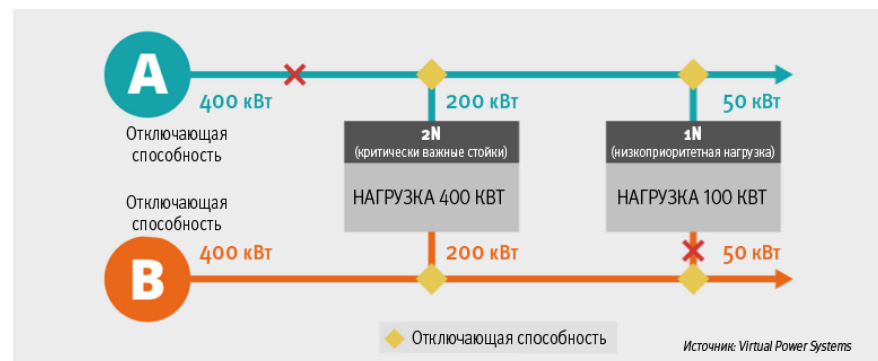 A
400 кВт
200 кВт
50 кВт
Отключающая
способность
2N
(критически важные стойки)
НАГРУЗКА 400 КВТ
1N
(низкоприоритетная нагрузка)
НАГРУЗКА 100 КВТ
Отключающая
способность
400 кВт
200 кВт
50 кВт
B
Отключающая способность
Источник: Virtual Power Systems